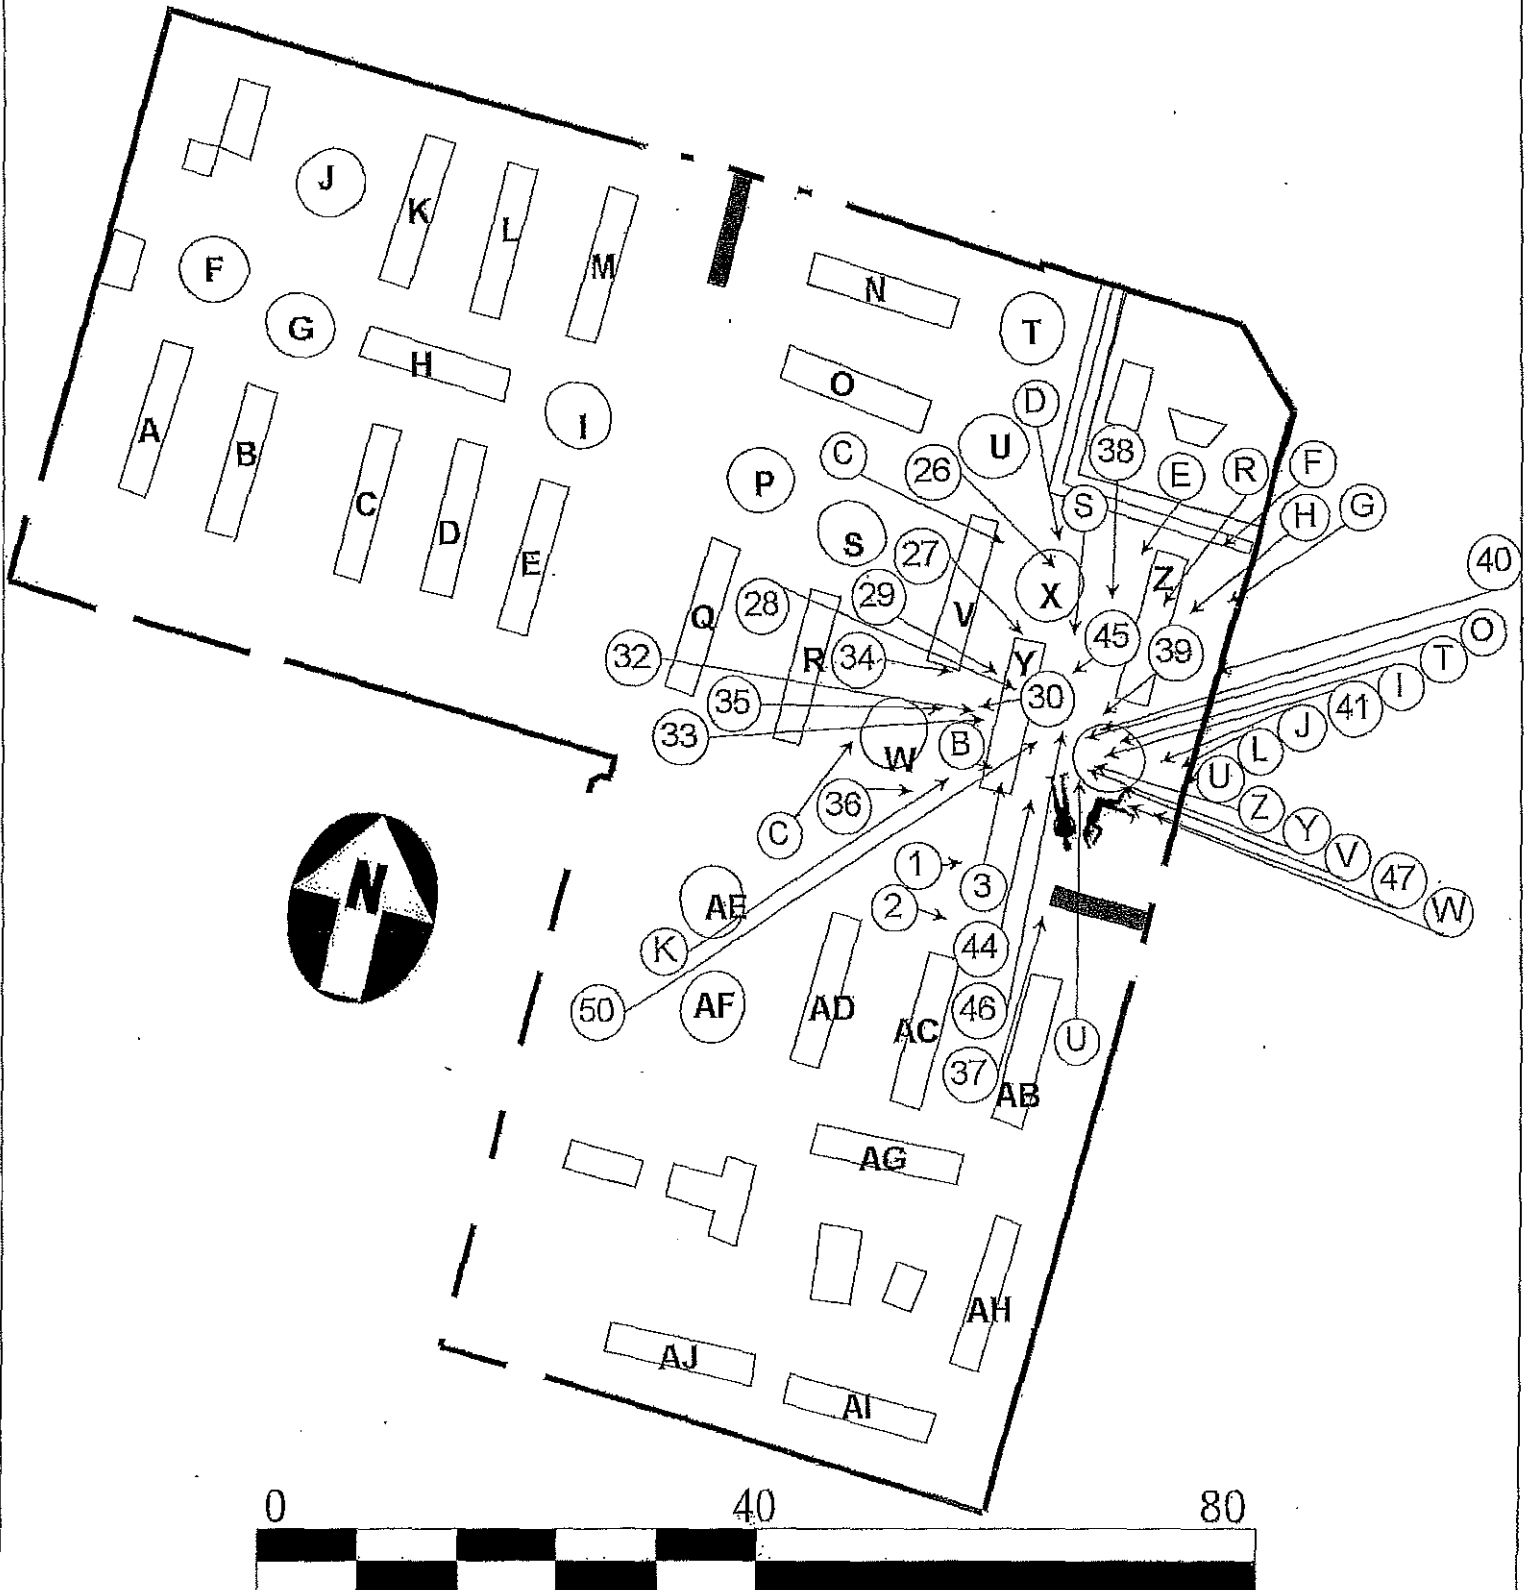 J
K
L
M
F
G
H
I
A
B
C
D
E
N
T
O
D
U
C
26
38
E
R
F
P
S
H
G
S
27
40
Z
28
29
X
Q
V
45
O
32
R
34
Y
39
T
30
I
35
41
33
W
B
J
L
U
36
Z
C
Y
V
1
3
47
AE
2
W
K
44
50
AF
AD
46
AC
U
37
AB
AG
N
AH
AJ
AI
0 40 80